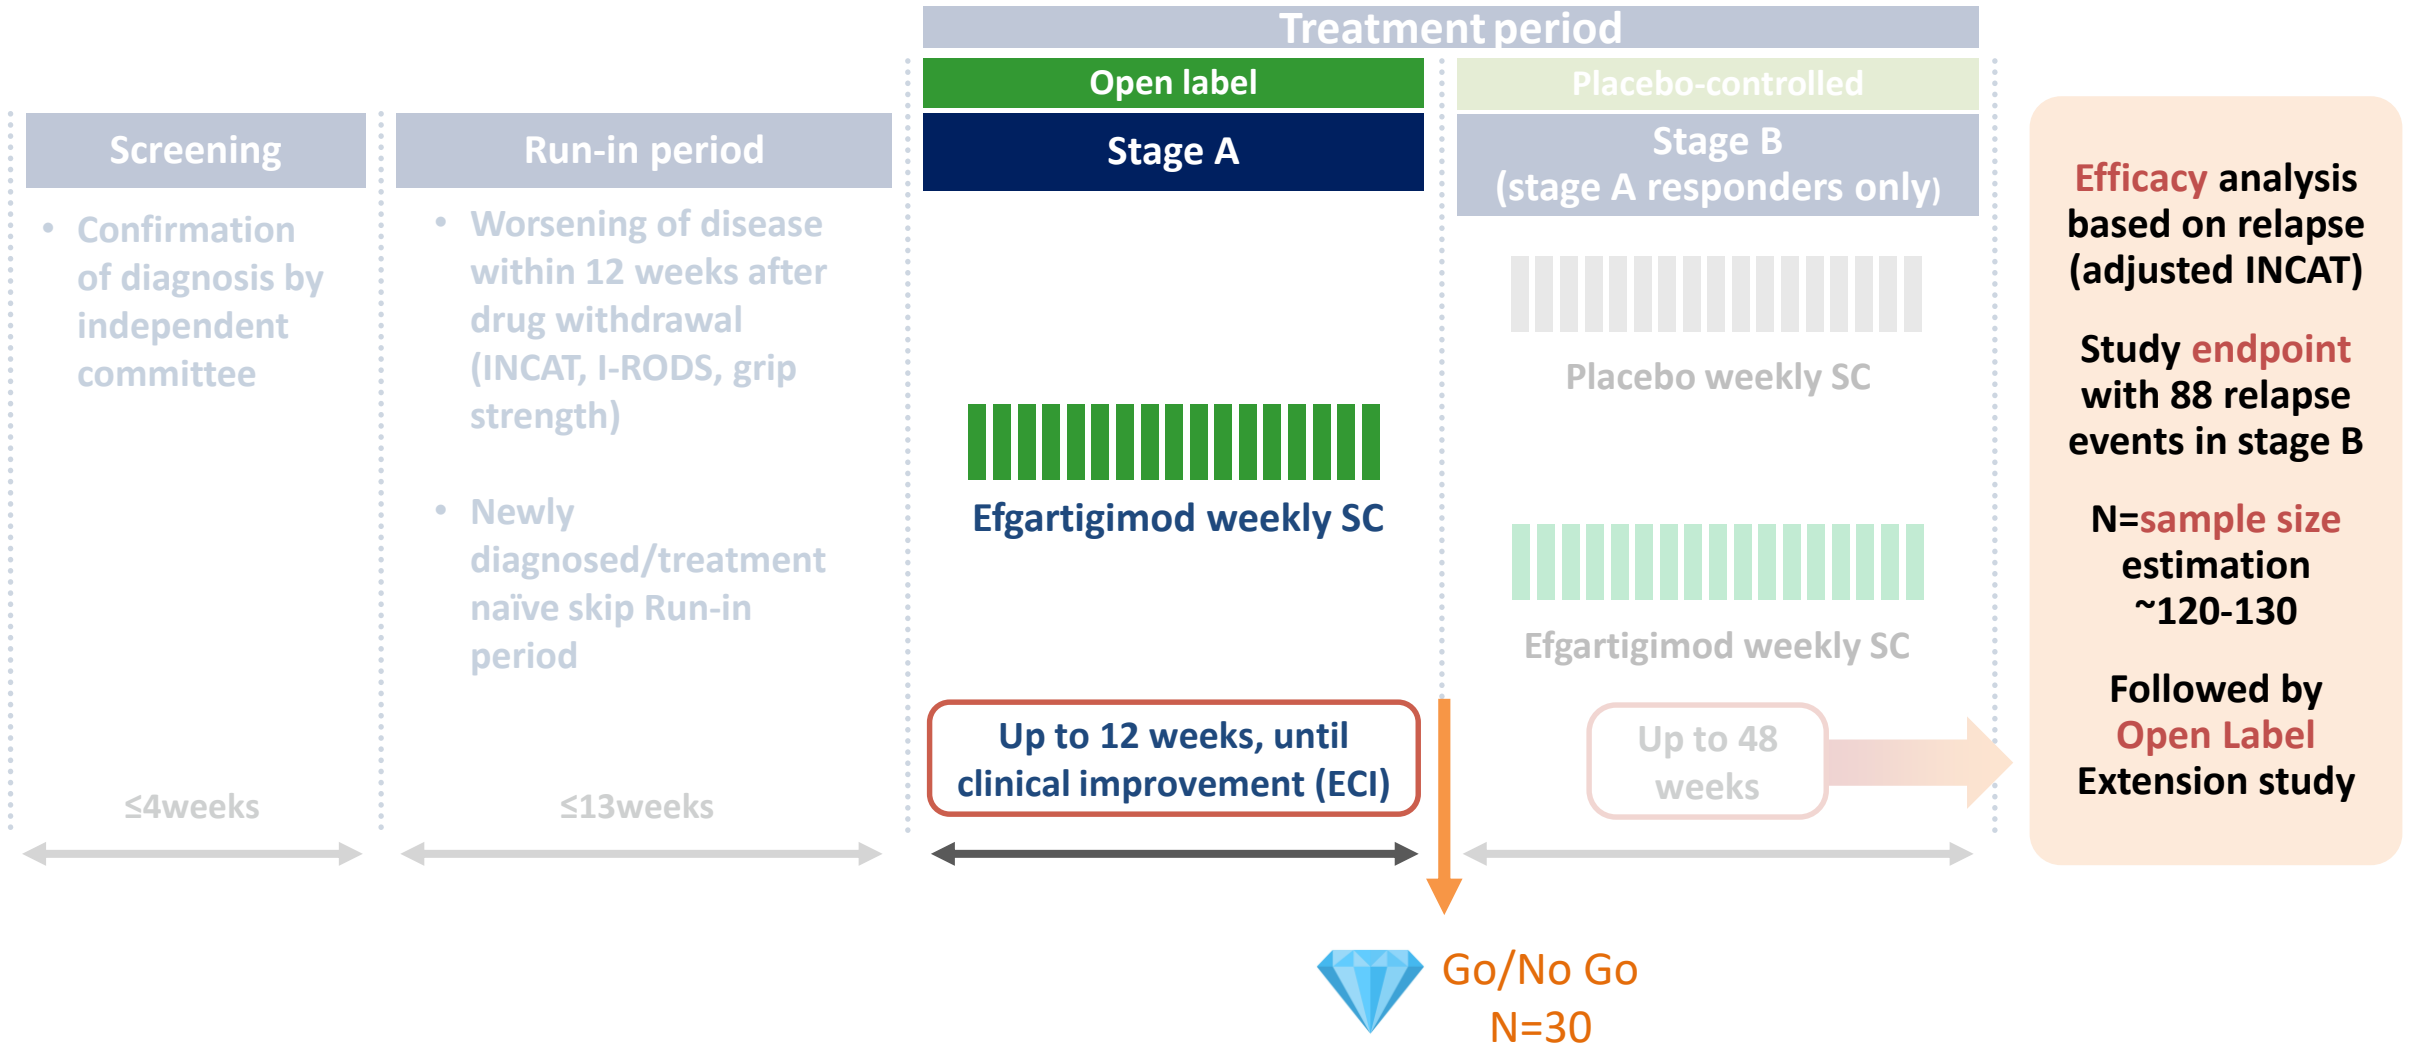 Treatment period
Open label
Placebo-controlled
Screening
Run-in period
Stage A
Stage B
(stage A responders only)
• Confirmation
of diagnosis by
independent
committee
• Worsening of disease
within 12 weeks after
drug withdrawal
(INCAT, I-RODS, grip
strength)
• Newly
diagnosed/treatment
naïve skip Run-in
period
Efgartigimod weekly SC
Placebo weekly SC
Efgartigimod weekly SC
≤4weeks
≤13weeks
Up to 12 weeks, until
clinical improvement (ECI)
Up to 48
weeks
Go/No Go
N=30
Efficacy analysis
based on relapse
(adjusted INCAT)
Study endpoint
with 88 relapse
events in stage B
N=sample size
estimation
~120-130
Followed by
Open Label
Extension study